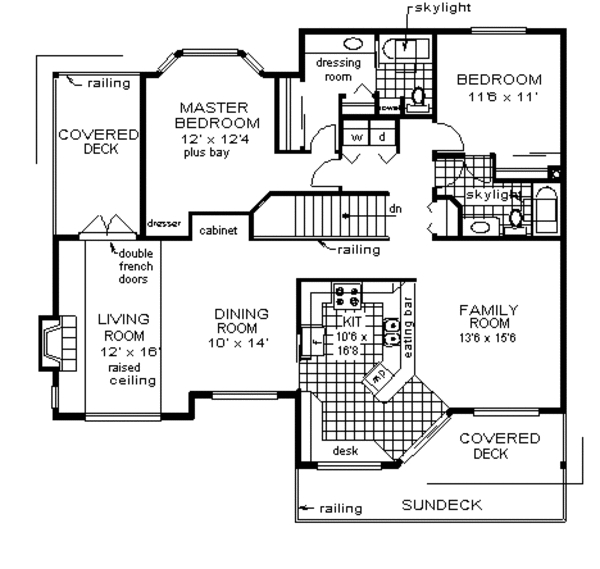 skylight
dressing
room
BEDROOM
11'6 x 11'
MASTER
BEDROOM
12' x 12'4
plus bay
railing
COVERED
DECK
towels
w d
skylight
dresser
cabinet
dn
railing
double
french
doors
LIVING
ROOM
12' x 16'
raised
ceiling
DINING
ROOM
10' x 14'
KIT
10'6 x
16'8
f
eating bar
mp
FAMILY
ROOM
13'6 x 15'6
desk
COVERED
DECK
railing
SUNDECK